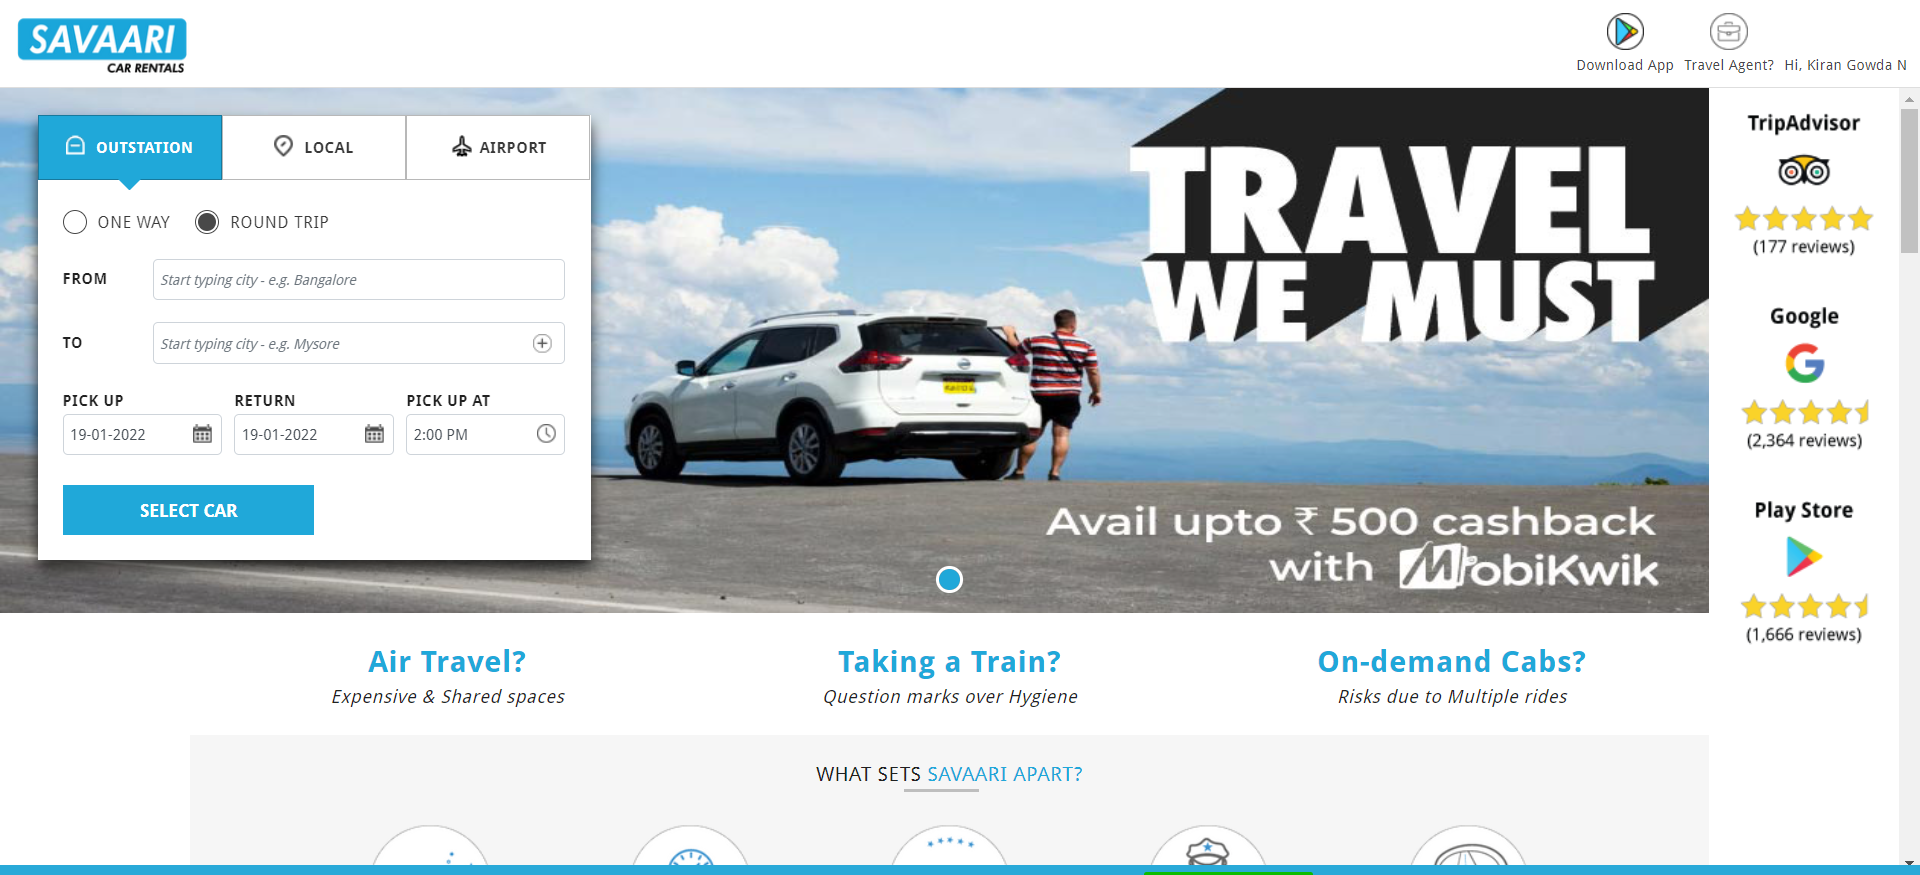 SAVAARI
CAR RENTALS
Download App
Travel Agent?
Hi, Kiran Gowda N
OUTSTATION
LOCAL
AIRPORT
ONE WAY
ROUND TRIP
FROM
Start typing city - e.g. Bangalore
TO
Start typing city - e.g. Mysore
PICK UP
RETURN
PICK UP AT
19-01-2022
19-01-2022
2:00 PM
SELECT CAR
TRAVEL
WE MUST
Avail upto ₹ 500 cashback
with MobiKwik
TripAdvisor
(177 reviews)
Google
(2,364 reviews)
Play Store
(1,666 reviews)
Air Travel?
Expensive & Shared spaces
Taking a Train?
Question marks over Hygiene
On-demand Cabs?
Risks due to Multiple rides
WHAT SETS SAVAARI APART?